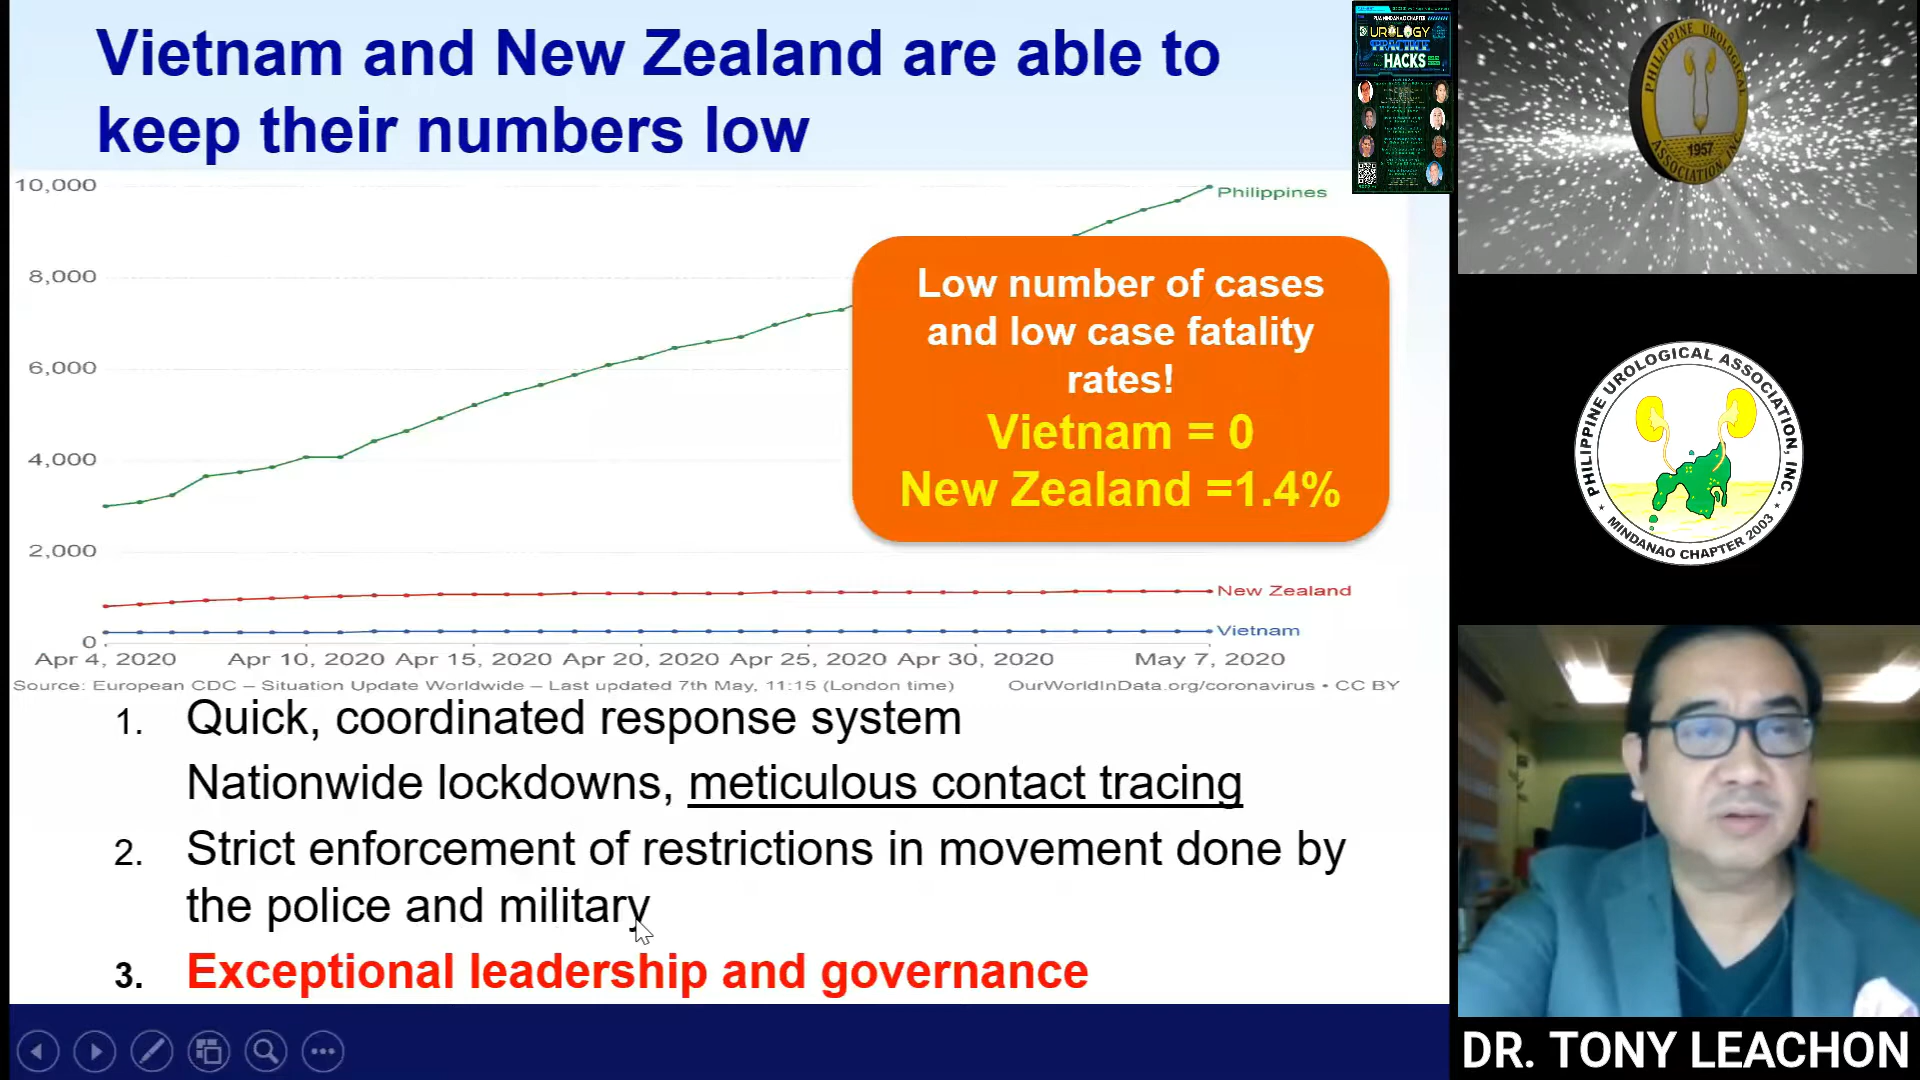 Vietnam and New Zealand are able to
keep their numbers low
10,000
8,000
6,000
4,000
2,000
0
Philippines
New Zealand
Vietnam
Low number of cases
and low case fatality
rates!
Vietnam = 0
New Zealand =1.4%
Apr 4, 2020 Apr 10, 2020 Apr 15, 2020 Apr 20, 2020 Apr 25, 2020 Apr 30, 2020 May 7, 2020
Source: European CDC – Situation Update Worldwide – Last updated 7th May, 11:15 (London time) OurWorldInData.org/coronavirus • CC BY
1. Quick, coordinated response system
Nationwide lockdowns, meticulous contact tracing
2. Strict enforcement of restrictions in movement done by
the police and military
3. Exceptional leadership and governance
PUA MINDANAO CHAPTER
UROLOGY
PRACTICE
HACKS
PHILIPPINE UROLOGICAL
ASSOCIATION, INC.
1957
PHILIPPINE UROLOGICAL ASSOCIATION, INC.
MINDANAO CHAPTER 2003
DR. TONY LEACHON